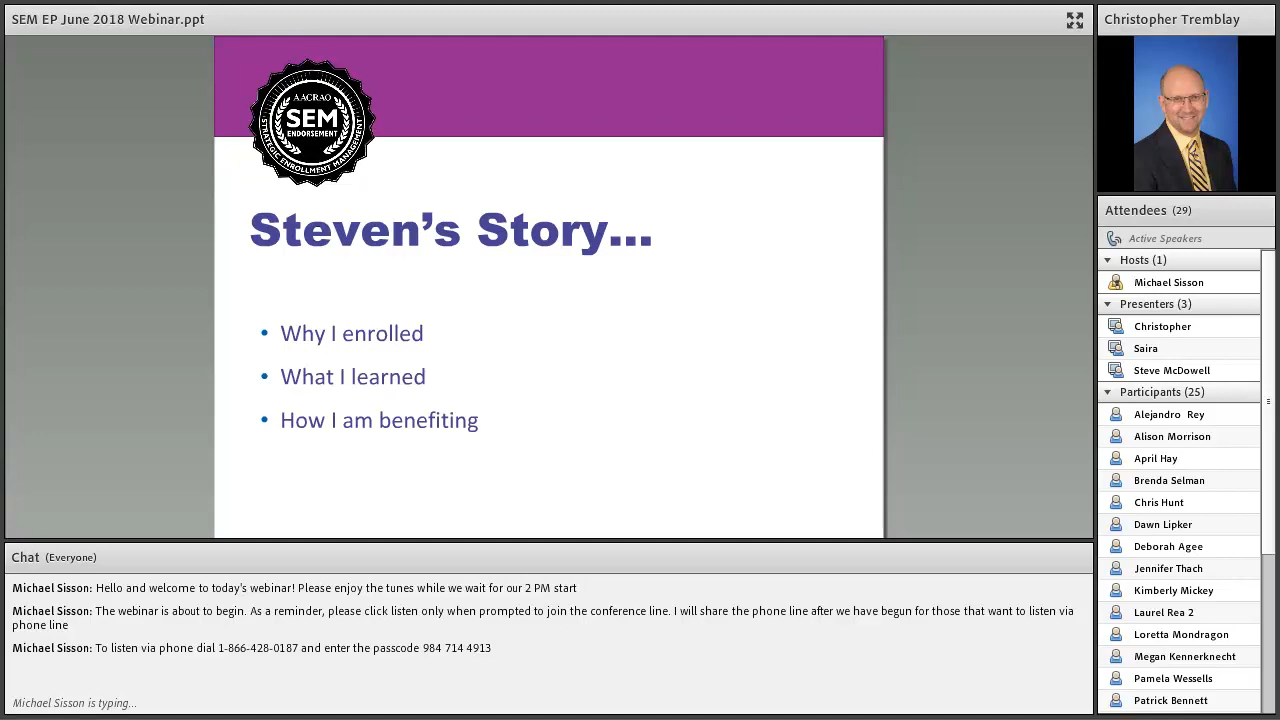 SEM EP June 2018 Webinar.ppt
AACRAO
SEM
ENDORSEMENT
STRATEGIC ENROLLMENT MANAGEMENT
Steven’s Story...
• Why I enrolled
• What I learned
• How I am benefiting
Chat (Everyone)
Michael Sisson: Hello and welcome to today's webinar! Please enjoy the tunes while we wait for our 2 PM start
Michael Sisson: The webinar is about to begin. As a reminder, please click listen only when prompted to join the conference line. I will share the phone line after we have begun for those that want to listen via
phone line
Michael Sisson: To listen via phone dial 1-866-428-0187 and enter the passcode 984 714 4913
Michael Sisson is typing...
Christopher Tremblay
Attendees (29)
Active Speakers
Hosts (1)
Michael Sisson
Presenters (3)
Christopher
Saira
Steve McDowell
Participants (25)
Alejandro Rey
Alison Morrison
April Hay
Brenda Selman
Chris Hunt
Dawn Lipker
Deborah Agee
Jennifer Thach
Kimberly Mickey
Laurel Rea 2
Loretta Mondragon
Megan Kennerknecht
Pamela Wessells
Patrick Bennett